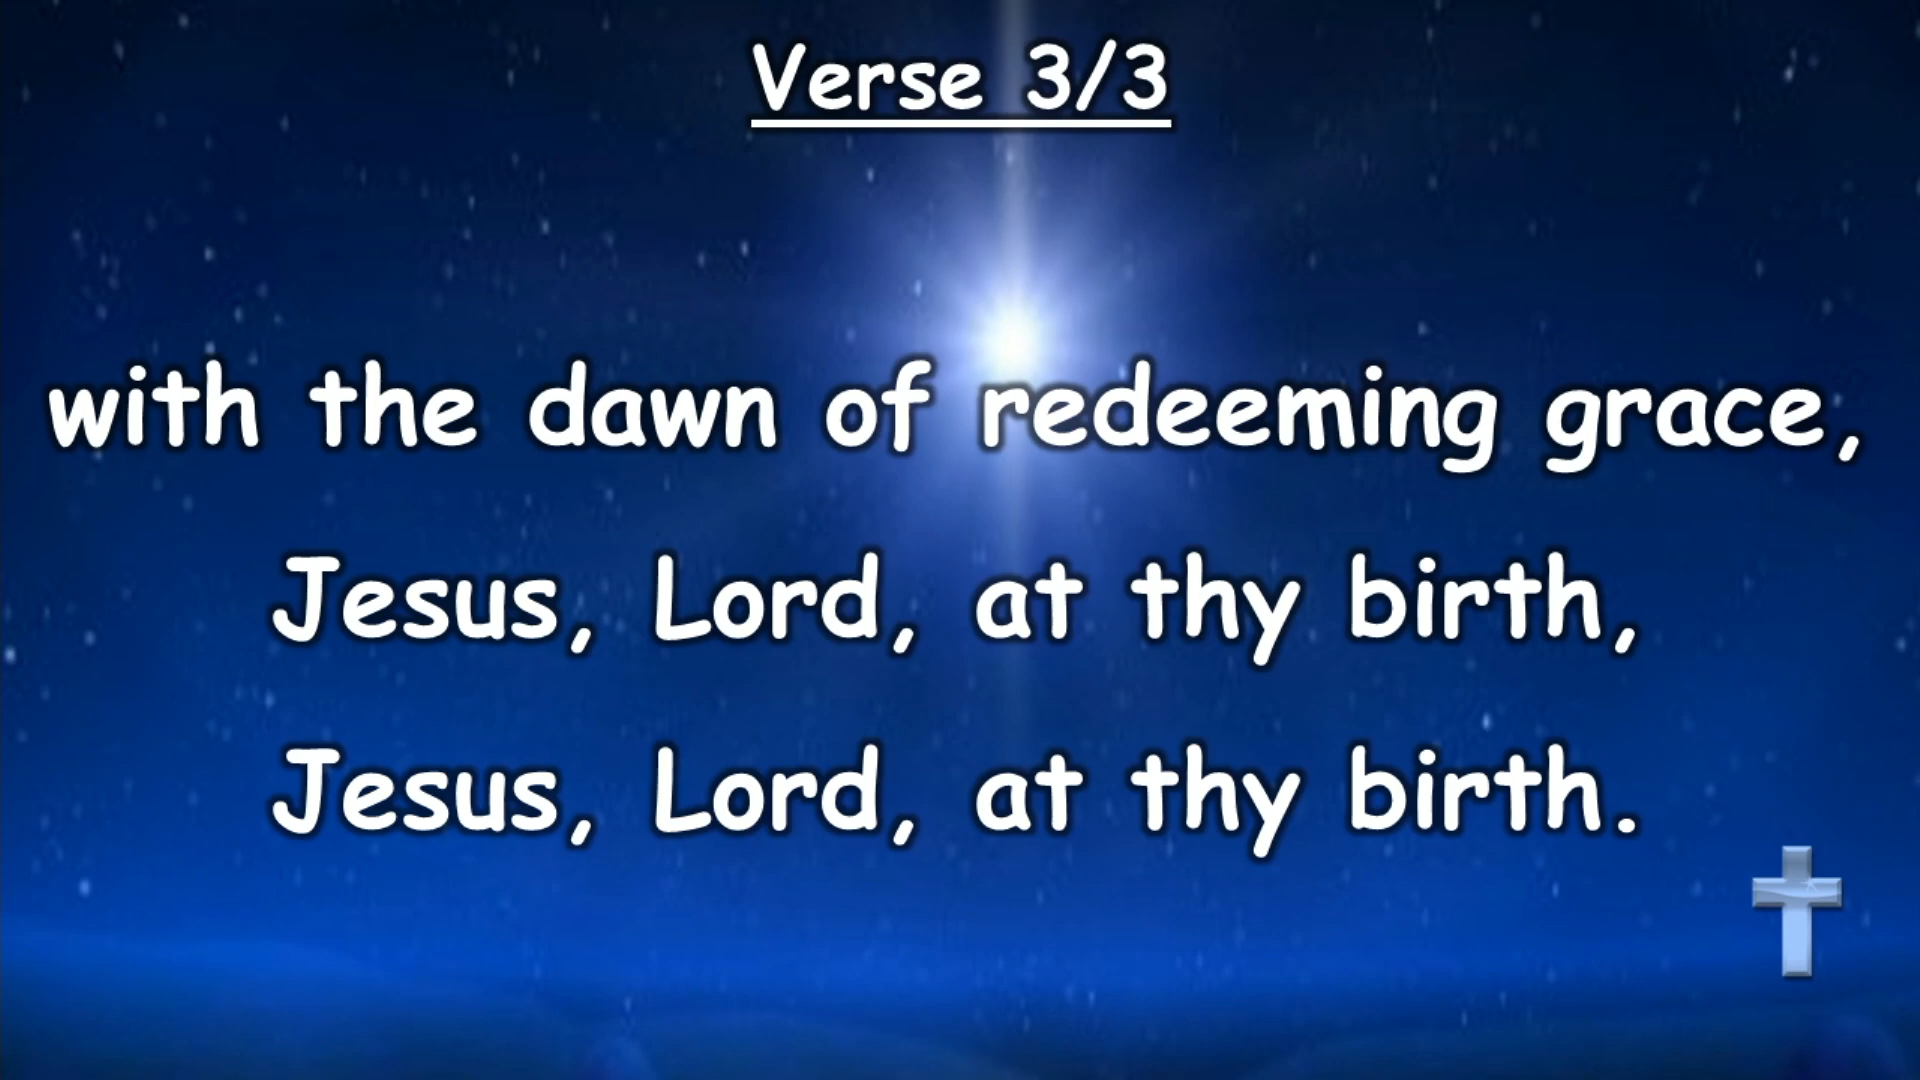 Verse 3/3
with the dawn of redeeming grace,
Jesus, Lord, at thy birth,
Jesus, Lord, at thy birth.